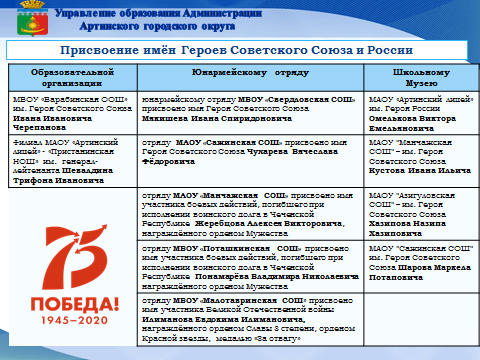 Управление образования Администрации
Артинского городского округа
Присвоение имён Героев Советского Союза и России
Образовательной
организации
Юнармейскому отряду
Школьному
Музею
МБОУ «Барабинская ООШ»
им. Героя Советского Союза
Ивана Ивановича
Черепанова
юнармейскому отряду МБОУ «Свердловская СОШ»
присвоено имя Героя Советского Союза
Мякишева Ивана Спиридоновича
МАОУ "Артинский лицей»
им. Героя России
Омелькова Виктора
Емельяновича
Филиал МАОУ «Артинский
лицей» - «Пристанинская
НОШ» им. генерал-
лейтенанта Шевалдина
Трифона Ивановича
отряду МАОУ «Сажинская СОШ» присвоено имя
Героя Советского Союза Чухарева Вячеслава
Фёдоровича
МАОУ "Манчажская
СОШ" – им. Героя
Советского Союза
Кустова Ивана Ильича
отряду МАОУ «Манчажская СОШ» присвоено имя
участника боевых действий, погибшего при
исполнении воинского долга в Чеченской
Республике Жеребцова Алексея Викторовича,
награждённого орденом Мужества
МАОУ "Азигуловская
СОШ" – им. Героя
Советского Союза
Хазипова Назипа
Хазиповича
отряду МБОУ «Поташкинская СОШ» присвоено
имя участника боевых действий, погибшего при
исполнении воинского долга в Чеченской
Республике Понамарёва Владимира Николаевича
награждённого орденом Мужества
МАОУ "Сажинская СОШ"
им. Героя Советского
Союза Шарова Маркела
Потаповича
отряду МБОУ «Малотавринская СОШ» присвоено
имя участника Великой Отечественной войны
Илиманова Евдокима Илимановича,
награждённого орденом Славы 3 степени, орденом
Красной звезды, медалью «За отвагу»
75
ПОБЕДА!
1945–2020